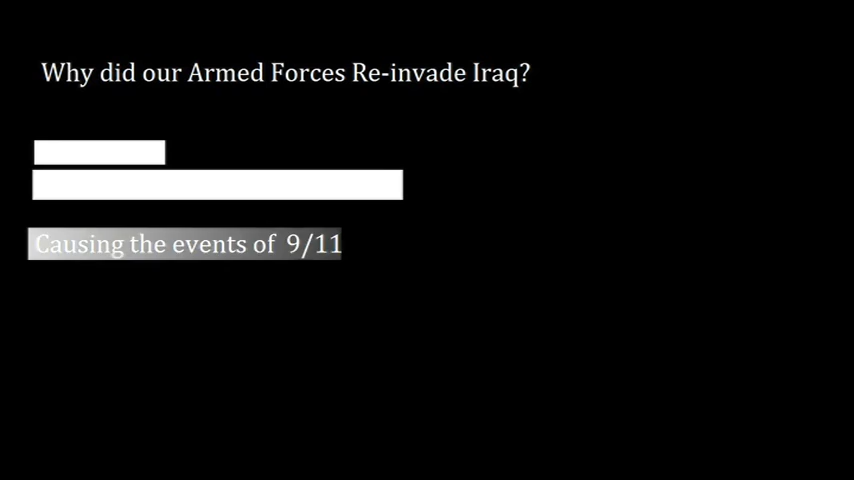 Why did our Armed Forces Re-invade Iraq?
Causing the events of 9/11